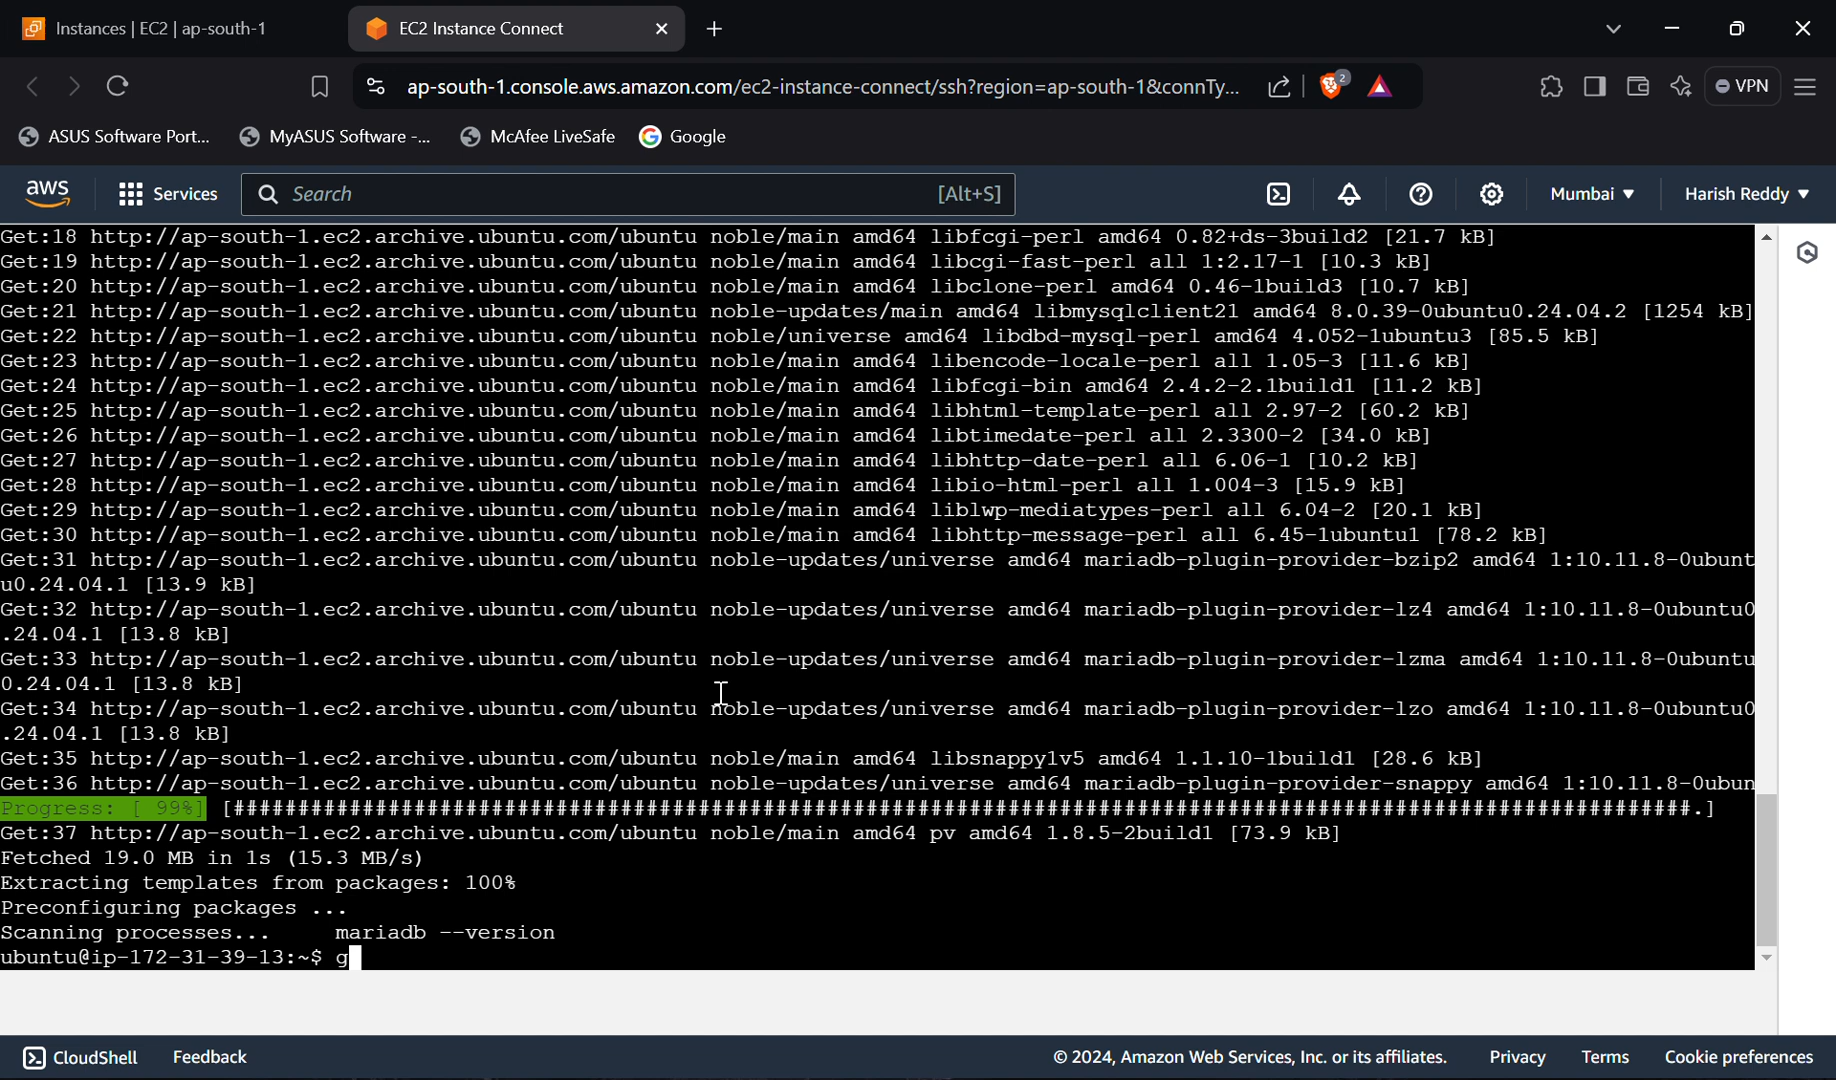 Instances | EC2 | ap-south-1
EC2 Instance Connect
ap-south-1.console.aws.amazon.com/ec2-instance-connect/ssh?region=ap-south-1&connTy...
2
VPN
ASUS Software Port...
MyASUS Software -...
McAfee LiveSafe
G Google
aws
Services
Search
[Alt+S]
Mumbai
Harish Reddy
Get:18 http://ap-south-1.ec2.archive.ubuntu.com/ubuntu noble/main amd64 libfcgi-perl amd64 0.82+ds-3build2 [21.7 kB]
Get:19 http://ap-south-1.ec2.archive.ubuntu.com/ubuntu noble/main amd64 libcgi-fast-perl all 1:2.17-1 [10.3 kB]
Get:20 http://ap-south-1.ec2.archive.ubuntu.com/ubuntu noble/main amd64 libclone-perl amd64 0.46-1build3 [10.7 kB]
Get:21 http://ap-south-1.ec2.archive.ubuntu.com/ubuntu noble-updates/main amd64 libmysqlclient21 amd64 8.0.39-0ubuntu0.24.04.2 [1254 kB]
Get:22 http://ap-south-1.ec2.archive.ubuntu.com/ubuntu noble/universe amd64 libdbd-mysql-perl amd64 4.052-1ubuntu3 [85.5 kB]
Get:23 http://ap-south-1.ec2.archive.ubuntu.com/ubuntu noble/main amd64 libencode-locale-perl all 1.05-3 [11.6 kB]
Get:24 http://ap-south-1.ec2.archive.ubuntu.com/ubuntu noble/main amd64 libfcgi-bin amd64 2.4.2-2.1build1 [11.2 kB]
Get:25 http://ap-south-1.ec2.archive.ubuntu.com/ubuntu noble/main amd64 libhtml-template-perl all 2.97-2 [60.2 kB]
Get:26 http://ap-south-1.ec2.archive.ubuntu.com/ubuntu noble/main amd64 libtimedate-perl all 2.3300-2 [34.0 kB]
Get:27 http://ap-south-1.ec2.archive.ubuntu.com/ubuntu noble/main amd64 libhttp-date-perl all 6.06-1 [10.2 kB]
Get:28 http://ap-south-1.ec2.archive.ubuntu.com/ubuntu noble/main amd64 libio-html-perl all 1.004-3 [15.9 kB]
Get:29 http://ap-south-1.ec2.archive.ubuntu.com/ubuntu noble/main amd64 liblwp-mediatypes-perl all 6.04-2 [20.1 kB]
Get:30 http://ap-south-1.ec2.archive.ubuntu.com/ubuntu noble/main amd64 libhttp-message-perl all 6.45-1ubuntu1 [78.2 kB]
Get:31 http://ap-south-1.ec2.archive.ubuntu.com/ubuntu noble-updates/universe amd64 mariadb-plugin-provider-bzip2 amd64 1:10.11.8-0ubunt
u0.24.04.1 [13.9 kB]
Get:32 http://ap-south-1.ec2.archive.ubuntu.com/ubuntu noble-updates/universe amd64 mariadb-plugin-provider-lz4 amd64 1:10.11.8-0ubuntu0
.24.04.1 [13.8 kB]
Get:33 http://ap-south-1.ec2.archive.ubuntu.com/ubuntu noble-updates/universe amd64 mariadb-plugin-provider-lzma amd64 1:10.11.8-0ubuntu
0.24.04.1 [13.8 kB]
Get:34 http://ap-south-1.ec2.archive.ubuntu.com/ubuntu noble-updates/universe amd64 mariadb-plugin-provider-lzo amd64 1:10.11.8-0ubuntu0
.24.04.1 [13.8 kB]
Get:35 http://ap-south-1.ec2.archive.ubuntu.com/ubuntu noble/main amd64 libsnappy1v5 amd64 1.1.10-1build1 [28.6 kB]
Get:36 http://ap-south-1.ec2.archive.ubuntu.com/ubuntu noble-updates/universe amd64 mariadb-plugin-provider-snappy amd64 1:10.11.8-0ubun
Progress: [ 99%] [##################################################################################################################.]
Get:37 http://ap-south-1.ec2.archive.ubuntu.com/ubuntu noble/main amd64 pv amd64 1.8.5-2build1 [73.9 kB]
Fetched 19.0 MB in 1s (15.3 MB/s)
Extracting templates from packages: 100%
Preconfiguring packages ...
Scanning processes... mariadb --version
ubuntu@ip-172-31-39-13:~$ g
CloudShell
Feedback
© 2024, Amazon Web Services, Inc. or its affiliates.
Privacy
Terms
Cookie preferences